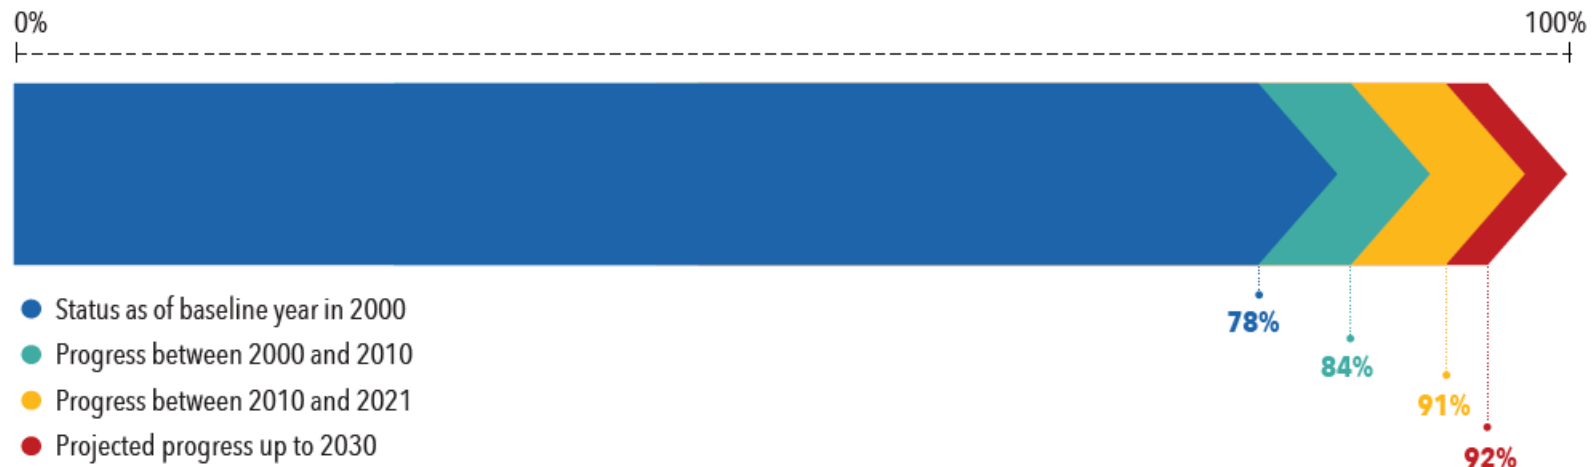 0%
100%
78%
84%
91%
92%
Status as of baseline year in 2000
Progress between 2000 and 2010
Progress between 2010 and 2021
Projected progress up to 2030